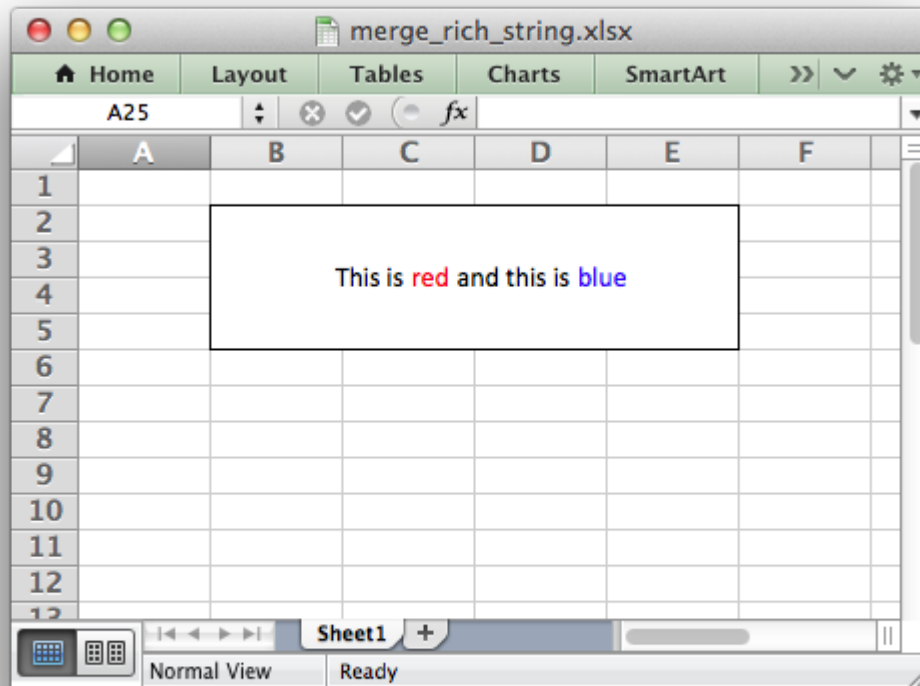 merge_rich_string.xlsx
Home Layout Tables Charts SmartArt
A25 fx
A B C D E F
1
2
3
This is red and this is blue
4
5
6
7
8
9
10
11
12
13
Sheet1
Normal View Ready